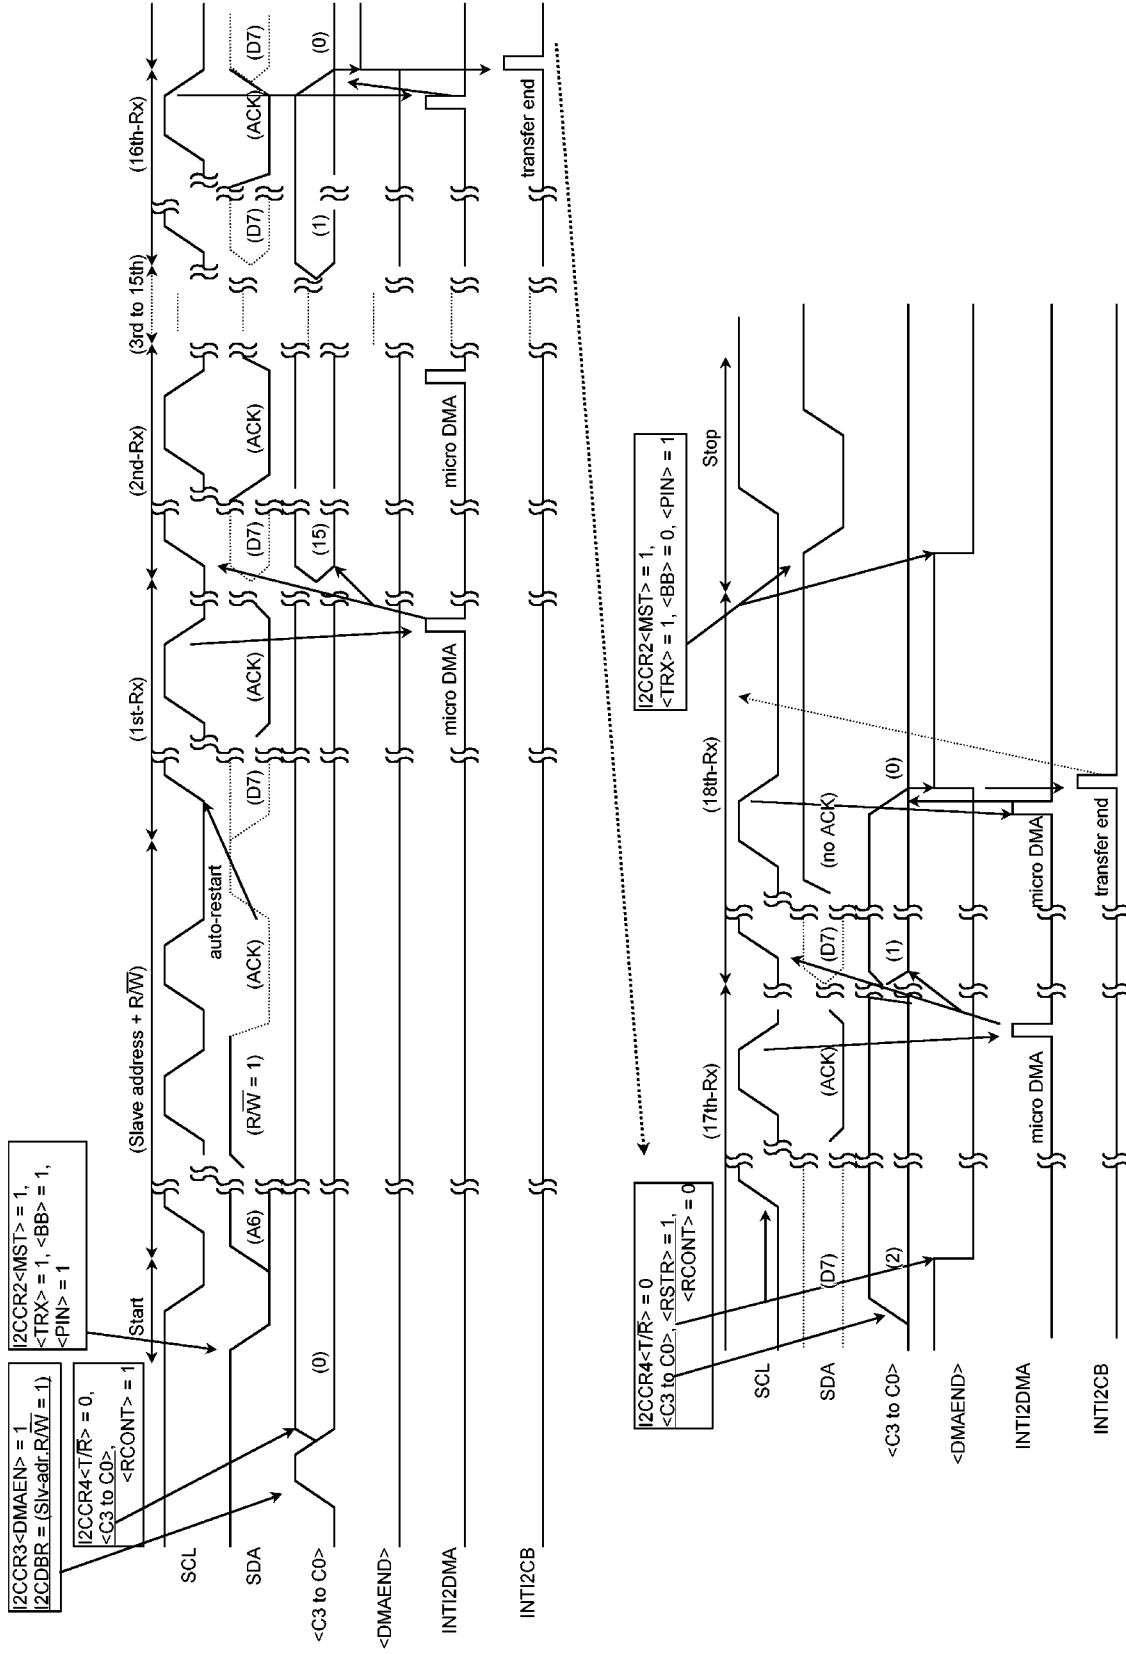 I2CCR3<DMAEN> = 1
I2CDBR = (Slv-adr.R/W = 1)
I2CCR4<T/R> = 0,
<C3 to C0>,
<RCONT> = 1
I2CCR2<MST> = 1,
<TRX> = 1, <BB> = 1,
<PIN> = 1
Start
(Slave address + R/W)
(1st-Rx)
(2nd-Rx)
(3rd to 15th)
(16th-Rx)
SCL
auto-restart
SDA
(A6)
(R/W = 1)
(ACK)
(D7)
(ACK)
(D7)
(ACK)
(D7)
(ACK)
(D7)
<C3 to C0>
(0)
(15)
(1)
(0)
<DMAEND>
INTI2DMA
micro DMA
micro DMA
INTI2CB
transfer end
I2CCR4<T/R> = 0
<C3 to C0>, <RSTR> = 1,
<RCONT> = 0
I2CCR2<MST> = 1,
<TRX> = 1, <BB> = 0, <PIN> = 1
(17th-Rx)
(18th-Rx)
Stop
SCL
SDA
(D7)
(ACK)
(D7)
(no ACK)
<C3 to C0>
(2)
(1)
(0)
<DMAEND>
INTI2DMA
micro DMA
micro DMA
INTI2CB
transfer end